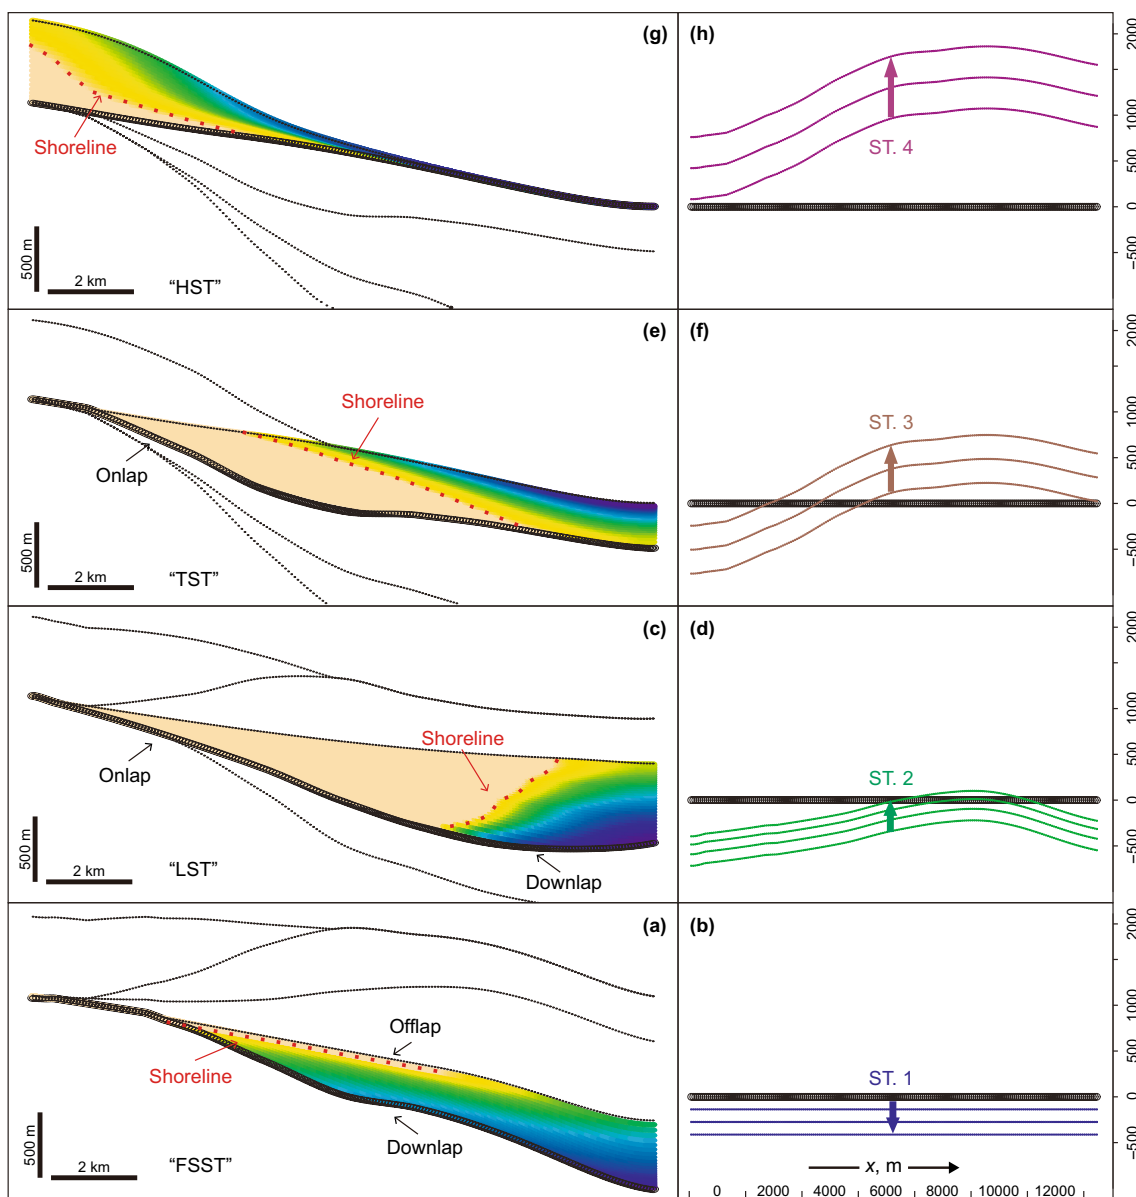 (g)
Shoreline
500 m
2 km
“HST”
(h)
ST. 4
2000
1000
500
0
−500
(e)
Shoreline
Onlap
500 m
2 km
“TST”
(f)
ST. 3
2000
1000
500
0
−500
(c)
Shoreline
Onlap
Downlap
500 m
2 km
“LST”
(d)
ST. 2
2000
1000
500
0
−500
(a)
Offlap
Shoreline
Downlap
500 m
2 km
“FSST”
(b)
ST. 1
2000
1000
500
0
−500
x, m
0 2000 4000 6000 8000 10000 12000